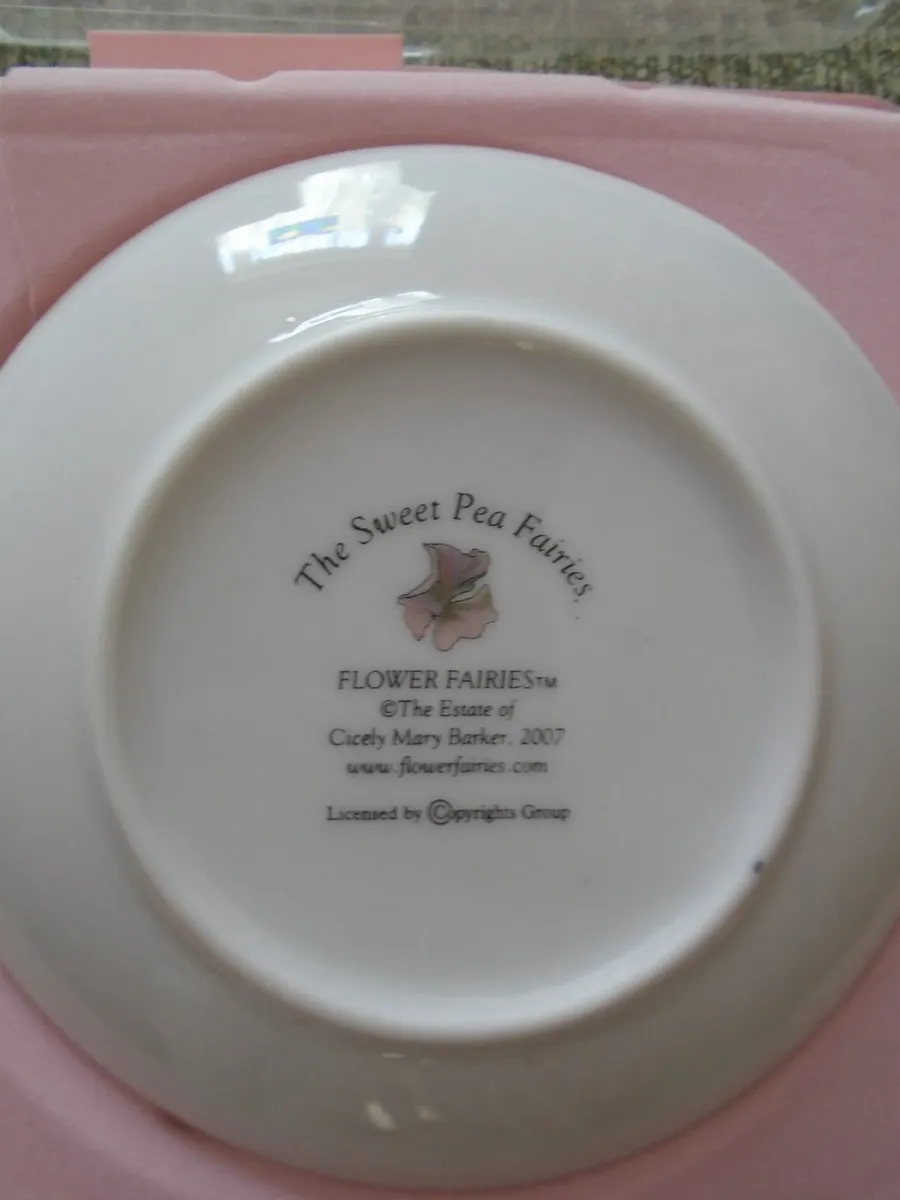 The Sweet Pea Fairies.
FLOWER FAIRIES™
©The Estate of
Cicely Mary Barker, 2007
www.flowerfairies.com
Licensed by ©opyrights Group